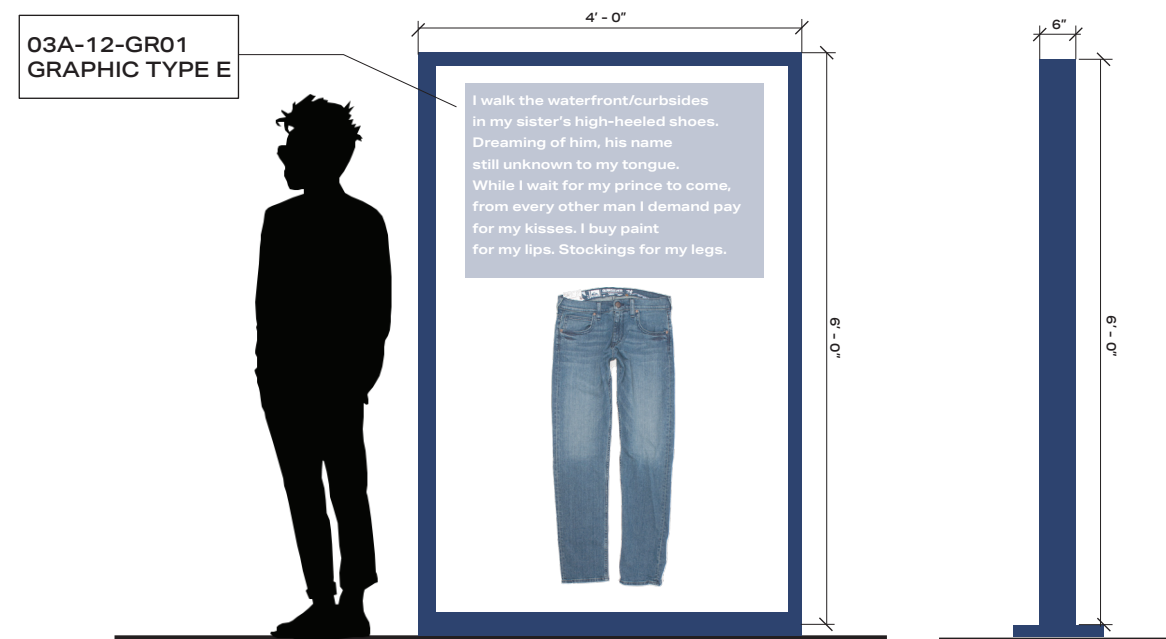 03A-12-GR01
GRAPHIC TYPE E
4' - 0"
6"
I walk the waterfront/curbsides
in my sister's high-heeled shoes.
Dreaming of him, his name
still unknown to my tongue.
While I wait for my prince to come,
from every other man I demand pay
for my kisses. I buy paint
for my lips. Stockings for my legs.
6' - 0"
6' - 0"